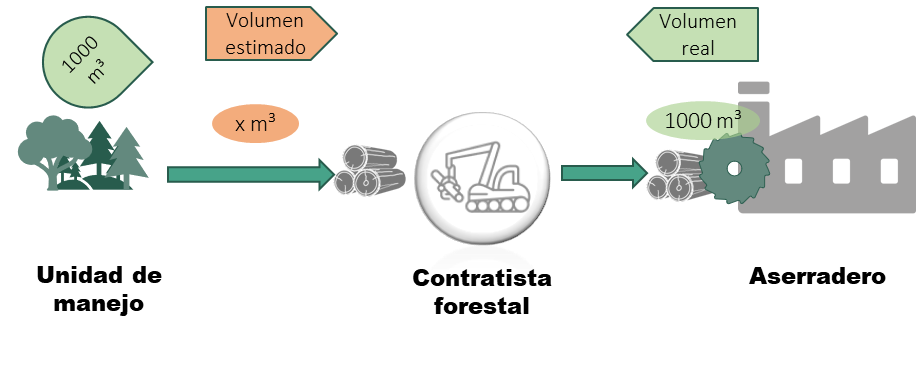 1000
m³
Volumen
estimado
x m³
Volumen
real
1000 m³
Unidad de
manejo
Contratista
forestal
Aserradero